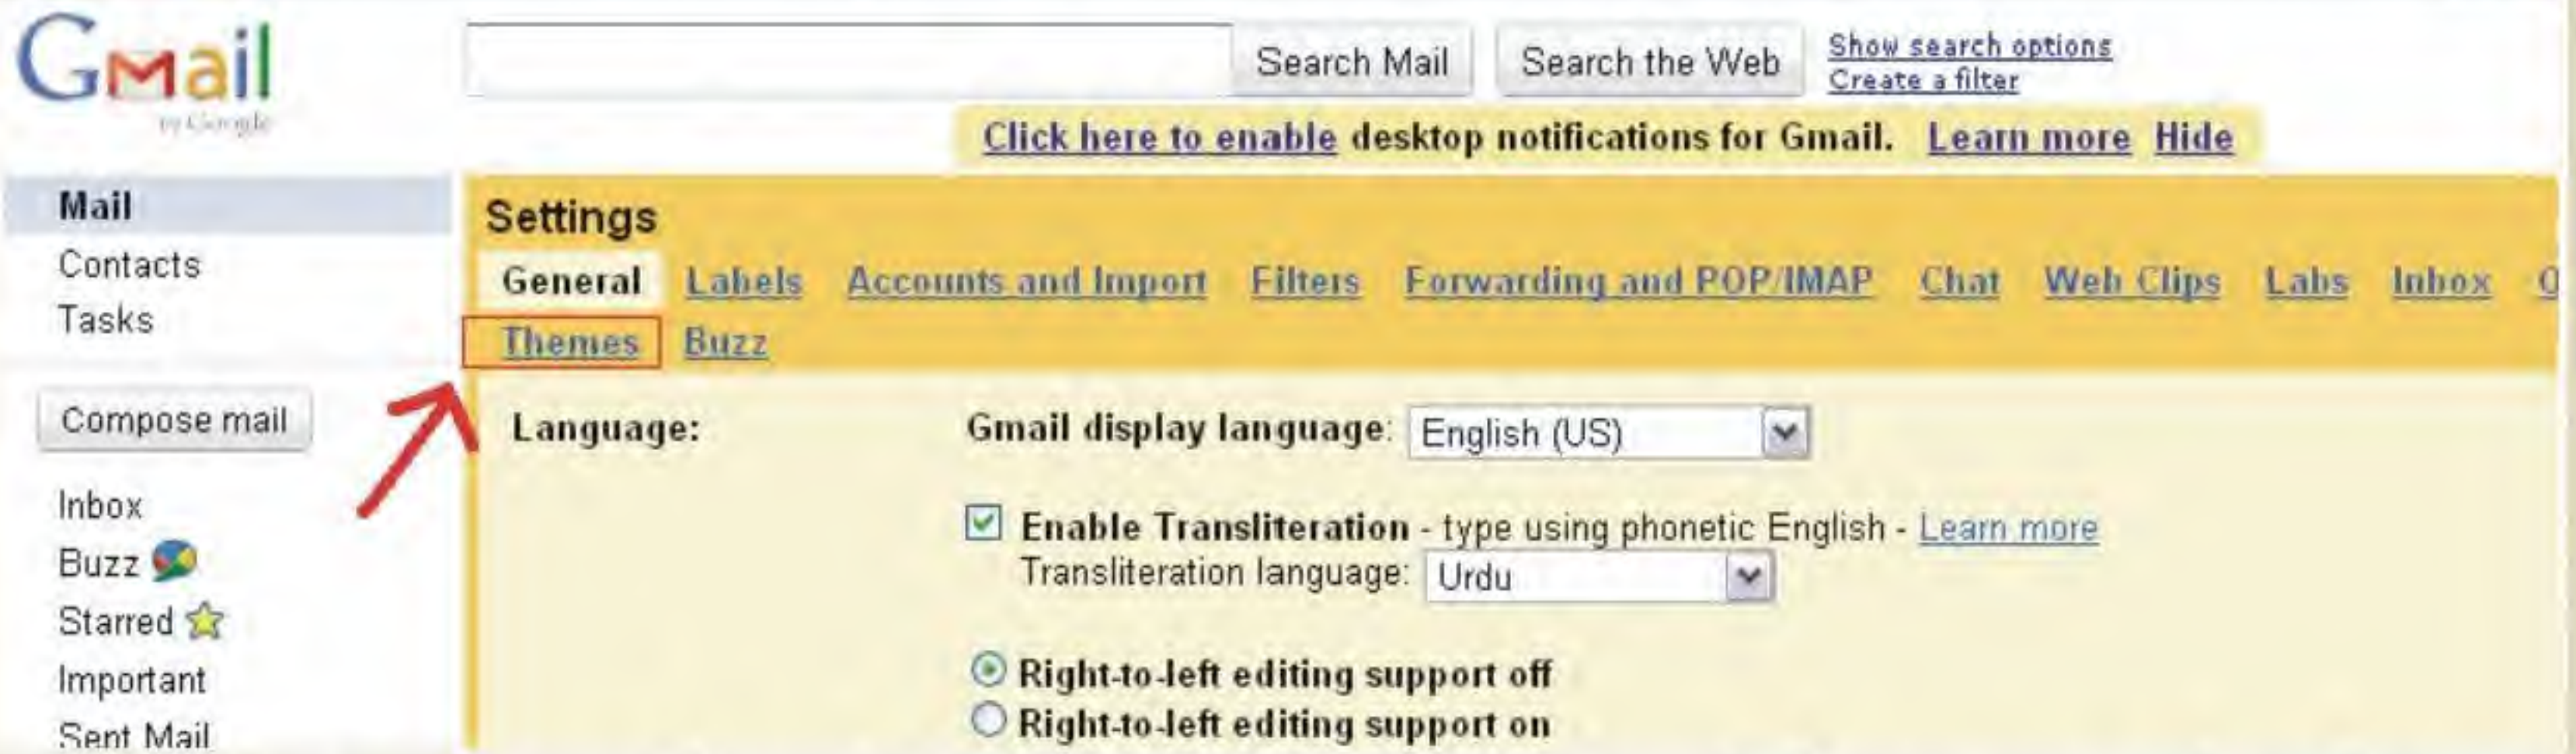 Gmail
by Google
Search Mail
Search the Web
Show search options
Create a filter
Click here to enable desktop notifications for Gmail. Learn more Hide
Mail
Contacts
Tasks
Compose mail
Inbox
Buzz
Starred
Important
Sent Mail
Settings
General Labels Accounts and Import Filters Forwarding and POP/IMAP Chat Web Clips Labs Inbox
Themes Buzz
Language:
Gmail display language: English (US)
Enable Transliteration - type using phonetic English - Learn more
Transliteration language: Urdu
Right-to-left editing support off
Right-to-left editing support on